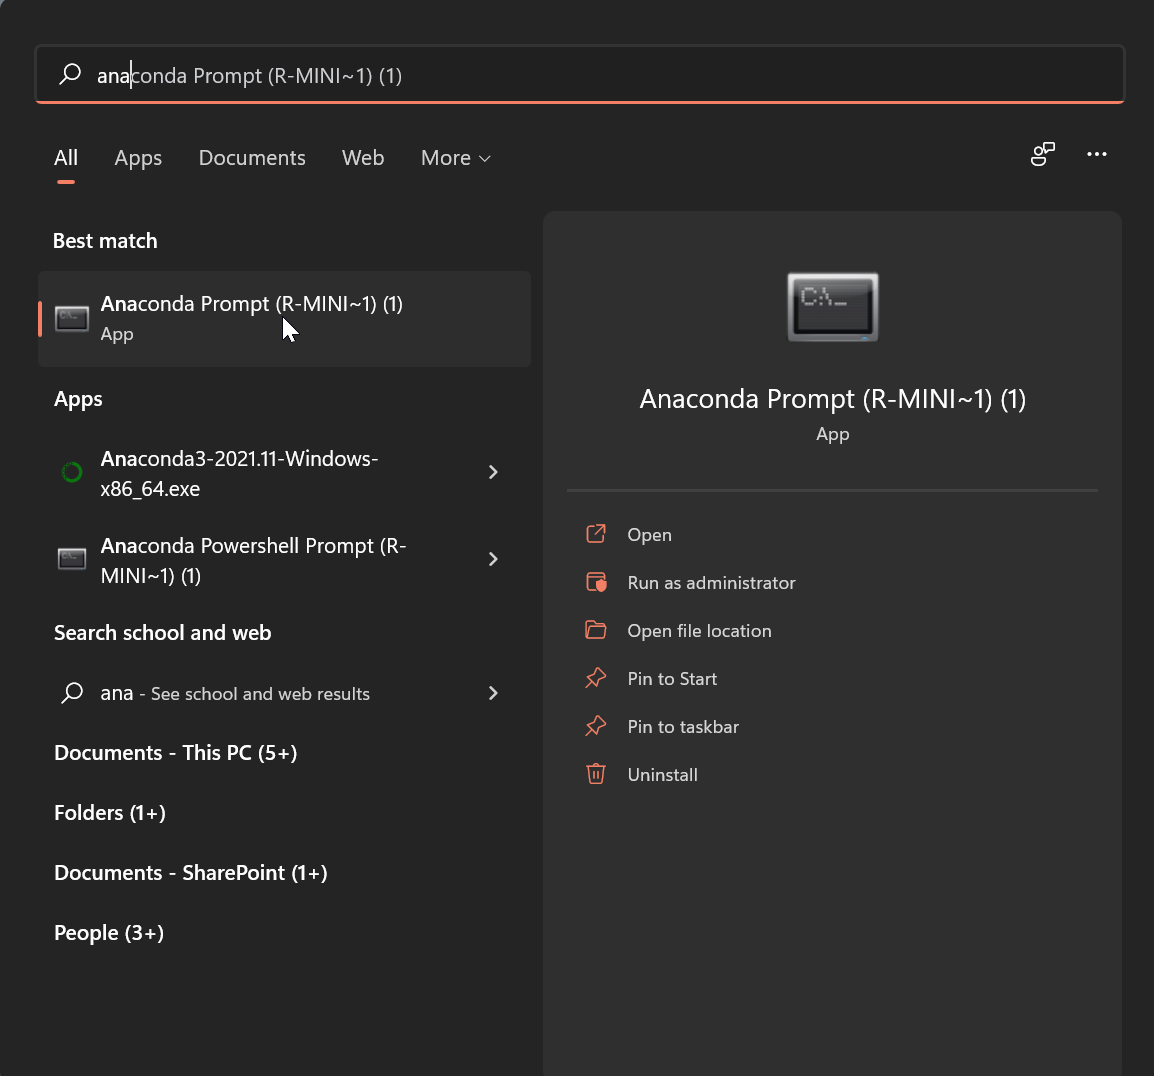 anaconda Prompt (R-MINI~1) (1)
All Apps Documents Web More
Best match
Anaconda Prompt (R-MINI~1) (1)
App
Apps
Anaconda3-2021.11-Windows-
x86_64.exe
Anaconda Powershell Prompt (R-
MINI~1) (1)
Search school and web
ana - See school and web results
Documents - This PC (5+)
Folders (1+)
Documents - SharePoint (1+)
People (3+)
C:\_
Anaconda Prompt (R-MINI~1) (1)
App
Open
Run as administrator
Open file location
Pin to Start
Pin to taskbar
Uninstall